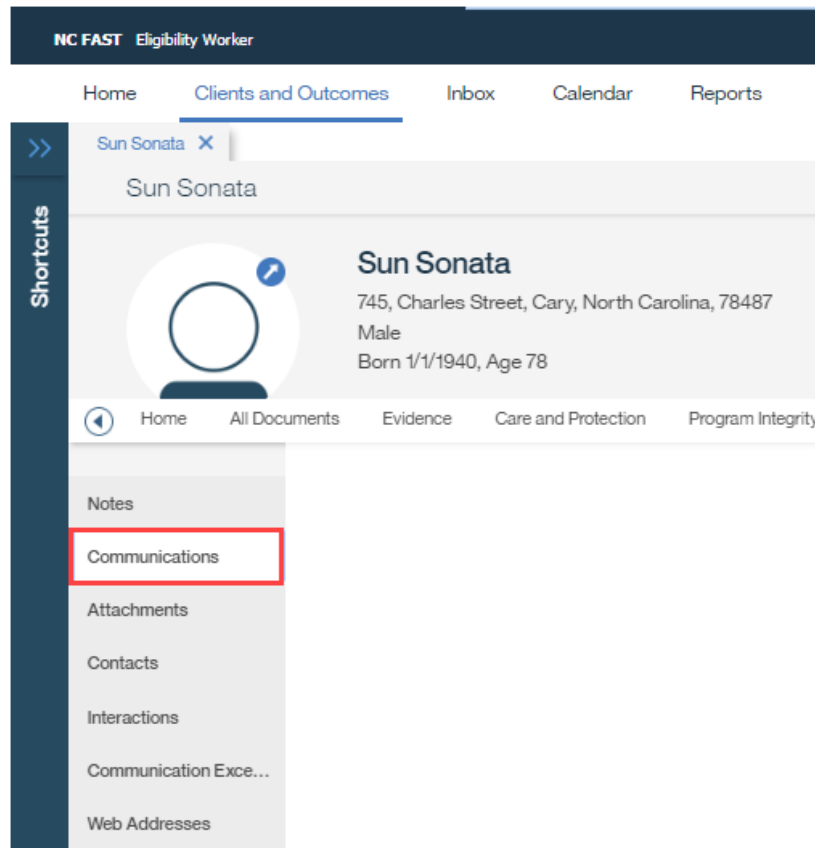 NC FAST Eligibility Worker
Home Clients and Outcomes Inbox Calendar Reports
Sun Sonata
Sun Sonata
Shortcuts
Sun Sonata
745, Charles Street, Cary, North Carolina, 78487
Male
Born 1/1/1940, Age 78
Home All Documents Evidence Care and Protection Program Integrity
Notes
Communications
Attachments
Contacts
Interactions
Communication Exce...
Web Addresses